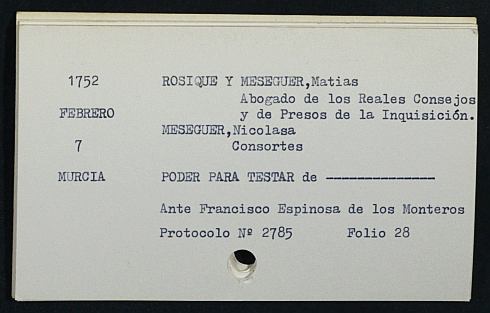 1752 ROSIQUE Y MESEGUER,Matias
Abogado de los Reales Consejos
FEBRERO y de Presos de la Inquisición.
MESEGUER,Nicolasa
7 Consortes
MURCIA PODER PARA TESTAR de --------------
Ante Francisco Espinosa de los Monteros
Protocolo Nº 2785 Folio 28